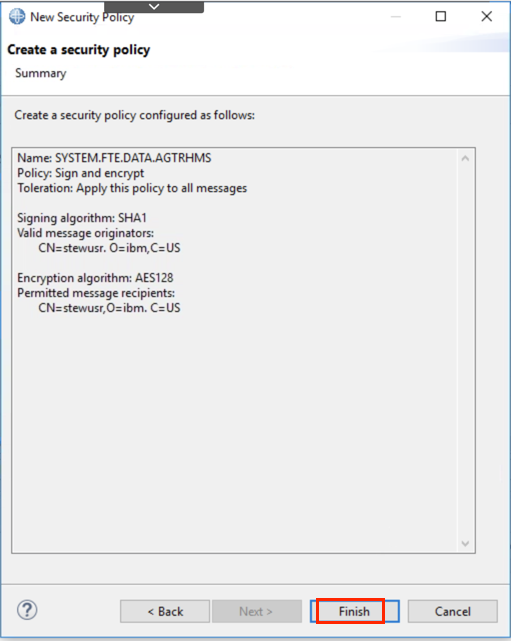 New Security Policy
Create a security policy
Summary
Create a security policy configured as follows:
Name: SYSTEM.FTE.DATA.AGTRHMS
Policy: Sign and encrypt
Toleration: Apply this policy to all messages
Signing algorithm: SHA1
Valid message originators:
CN=stewusr. O=ibm,C=US
Encryption algorithm: AES128
Permitted message recipients:
CN=stewusr,O=ibm. C=US
?
< Back
Next >
Finish
Cancel